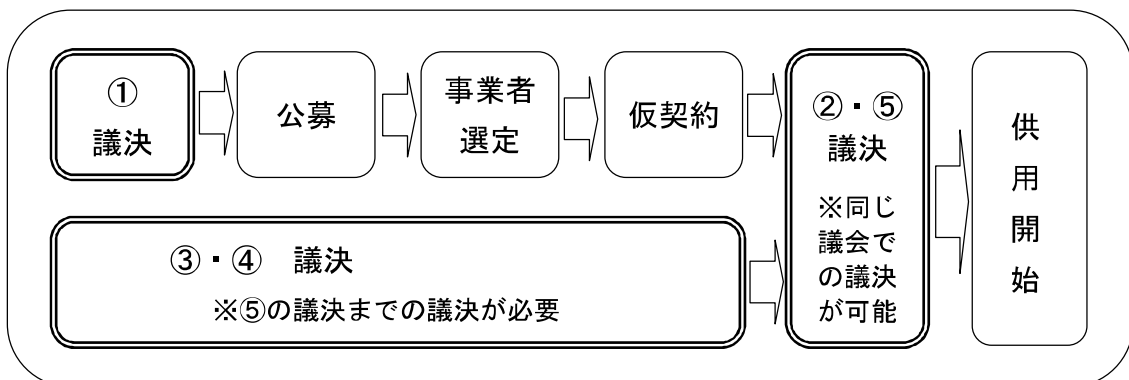 ①
議決
公募
事業者
選定
仮契約
②・⑤
議決
※同じ
議会で
の議決
が可能
供
用
開
始
③・④　議決
※⑤の議決までの議決が必要